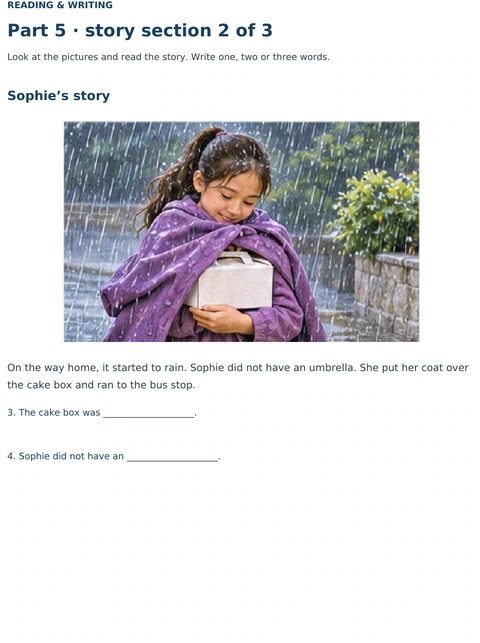 READING & WRITING
Part 5 · story section 2 of 3
Look at the pictures and read the story. Write one, two or three words.
Sophie’s story
On the way home, it started to rain. Sophie did not have an umbrella. She put her coat over
the cake box and ran to the bus stop.
3. The cake box was ___________________.
4. Sophie did not have an ___________________.